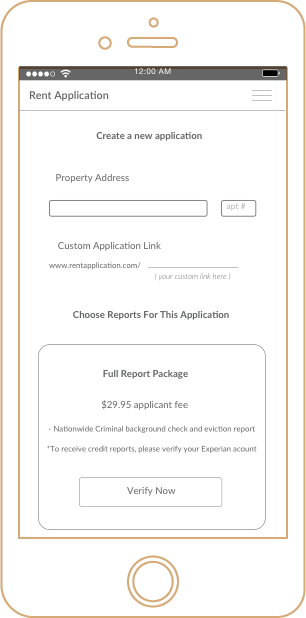 12:00 AM
Rent Application
Create a new application
Property Address
apt #
Custom Application Link
www.rentapplication.com/
( your custom link here )
Choose Reports For This Application
Full Report Package
$29.95 applicant fee
- Nationwide Criminal background check and eviction report
*To receive credit reports, please verify your Experian acount
Verify Now